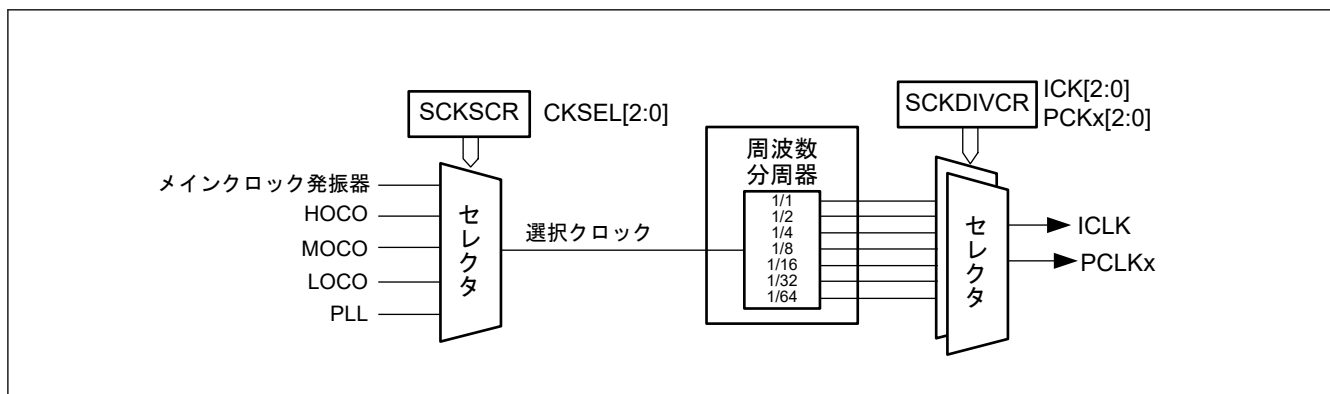 SCKSCR
CKSEL[2:0]
SCKDIVCR
ICK[2:0]
PCKx[2:0]
メインクロック発振器
HOCO
MOCO
LOCO
PLL
セレクタ
選択クロック
周波数
分周器
1/1
1/2
1/4
1/8
1/16
1/32
1/64
セレクタ
ICLK
PCLKx